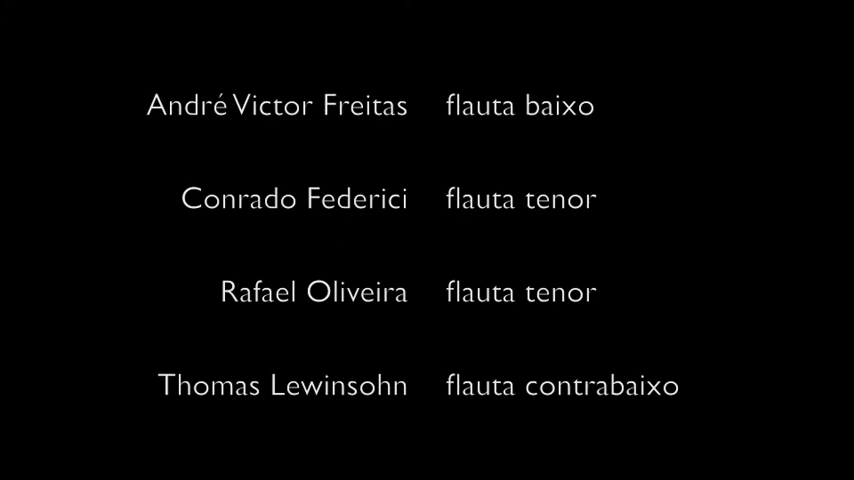 André Victor Freitas flauta baixo
Conrado Federici flauta tenor
Rafael Oliveira flauta tenor
Thomas Lewinsohn flauta contrabaixo